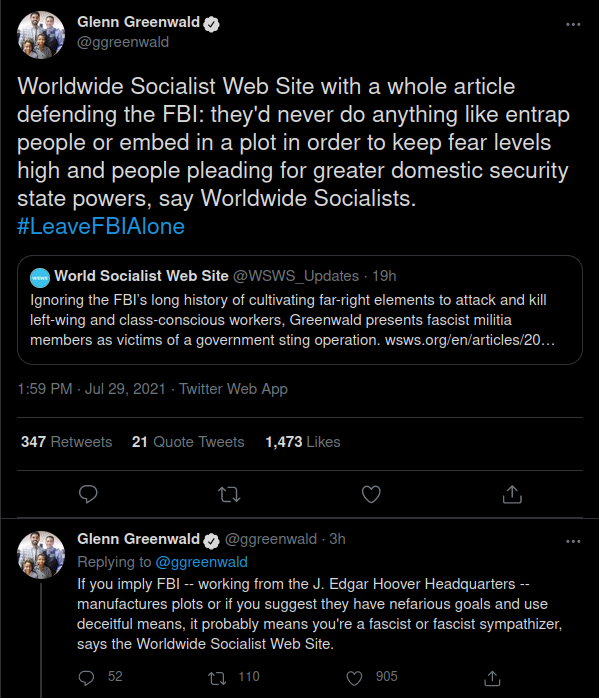 Glenn Greenwald
@ggreenwald
Worldwide Socialist Web Site with a whole article
defending the FBI: they'd never do anything like entrap
people or embed in a plot in order to keep fear levels
high and people pleading for greater domestic security
state powers, say Worldwide Socialists.
#LeaveFBIAlone
wsws World Socialist Web Site @WSWS_Updates · 19h
Ignoring the FBI's long history of cultivating far-right elements to attack and kill
left-wing and class-conscious workers, Greenwald presents fascist militia
members as victims of a government sting operation. wsws.org/en/articles/20…
1:59 PM · Jul 29, 2021 · Twitter Web App
347 Retweets 21 Quote Tweets 1,473 Likes
Glenn Greenwald @ggreenwald · 3h
Replying to @ggreenwald
If you imply FBI -- working from the J. Edgar Hoover Headquarters --
manufactures plots or if you suggest they have nefarious goals and use
deceitful means, it probably means you're a fascist or fascist sympathizer,
says the Worldwide Socialist Web Site.
52 110 905